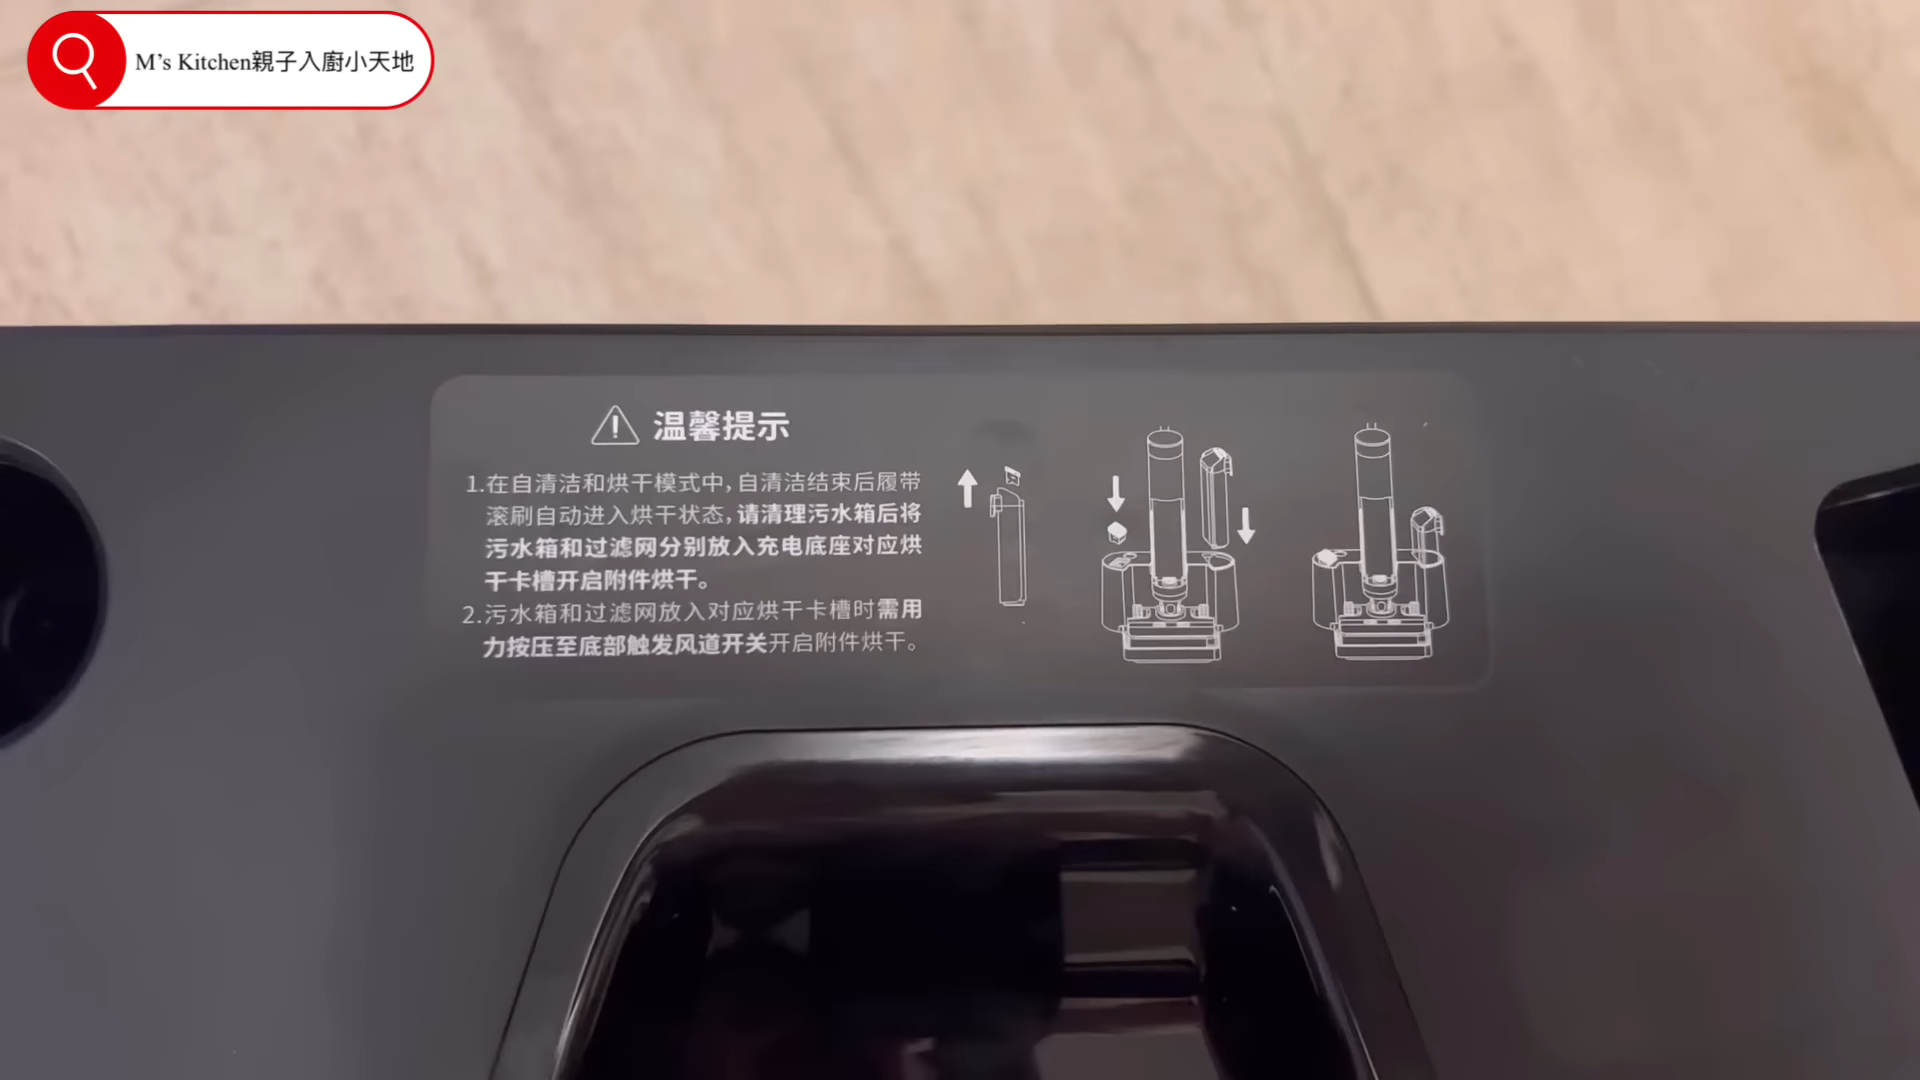 M’s Kitchen親子入廚小天地
温馨提示
1.在自清洁和烘干模式中,自清洁结束后履带
滚刷自动进入烘干状态,请清理污水箱后将
污水箱和过滤网分别放入充电底座对应烘
干卡槽开启附件烘干。
2.污水箱和过滤网放入对应烘干卡槽时需用
力按压至底部触发风道开关开启附件烘干。